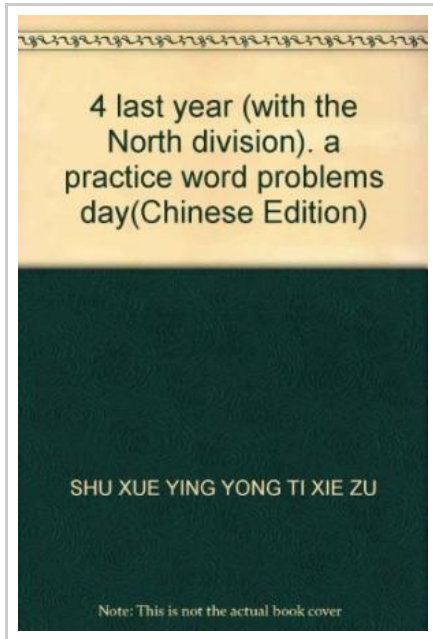 4 last year (with the
North division). a
practice word problems
day(Chinese Edition)
SHU XUE YING YONG TI XIE ZU
Note: This is not the actual book cover